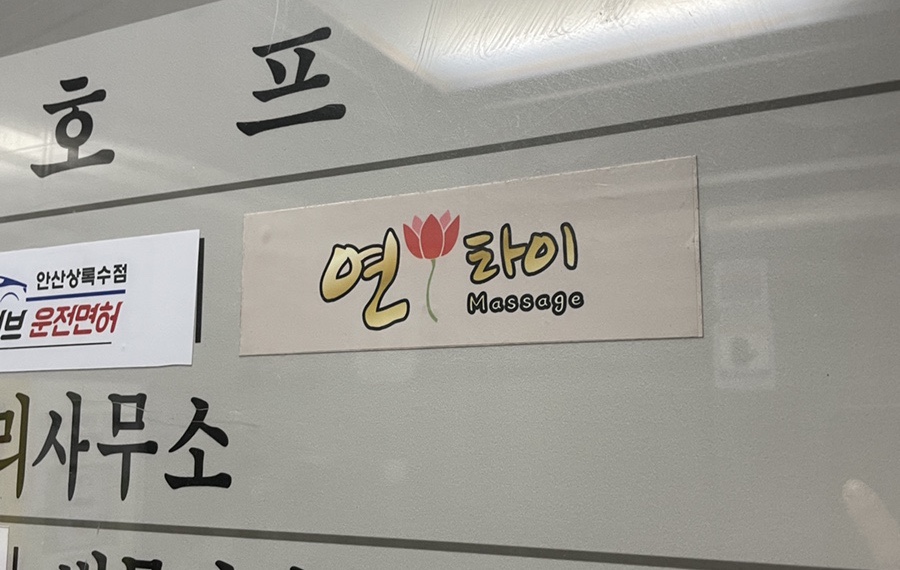 호 프
안산상록수점
운전면허
연 타이
Massage
리사무소